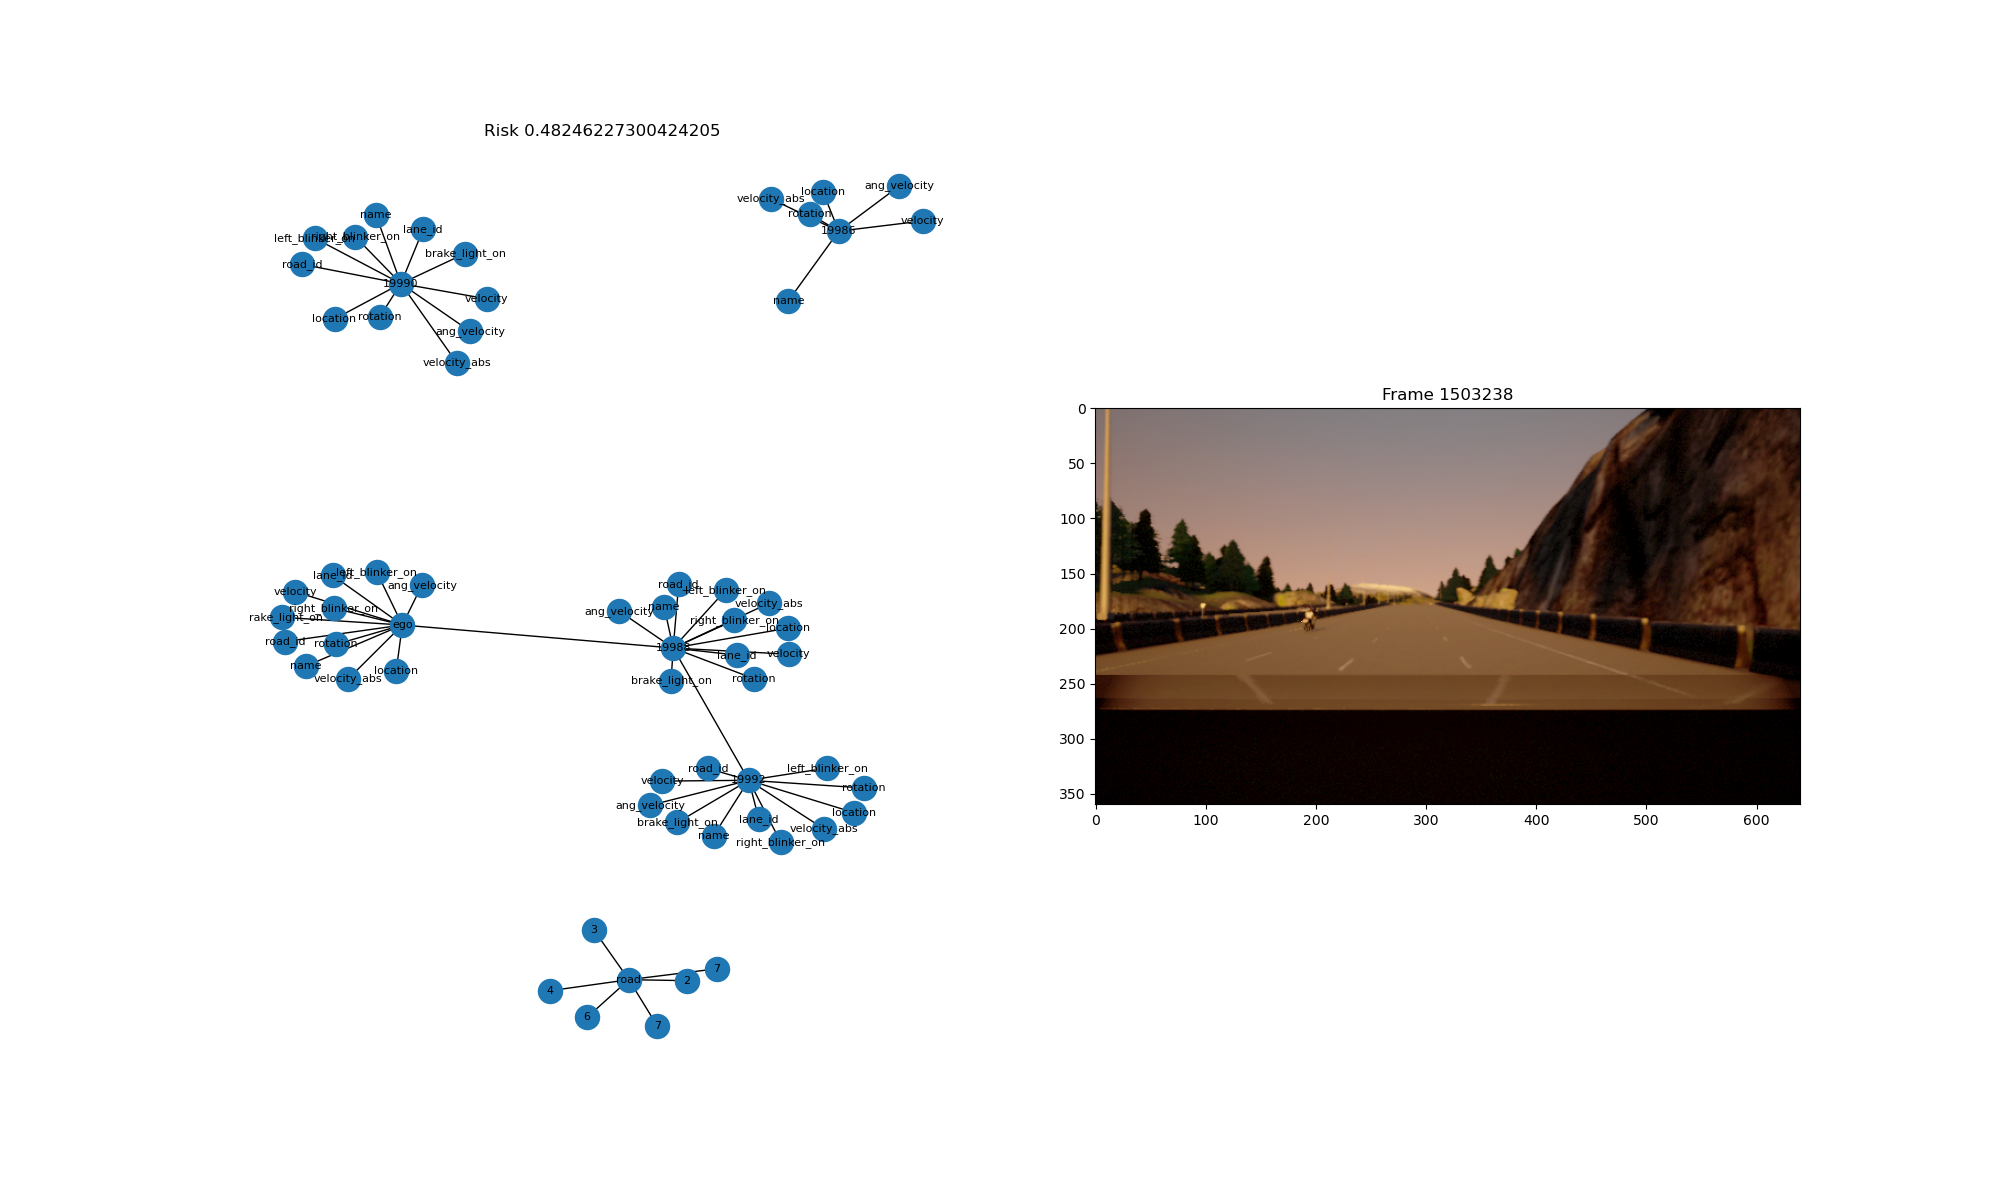 Risk 0.48246227300424205
name
left_blinker_on
right_blinker_on
lane_id
brake_light_on
road_id
19990
velocity
location
rotation
ang_velocity
velocity_abs
velocity_abs
location
ang_velocity
rotation
velocity
19986
name
lane_id
left_blinker_on
ang_velocity
velocity
right_blinker_on
rake_light_on
ego
road_id
rotation
name
velocity_abs
location
road_id
left_blinker_on
ang_velocity
name
velocity_abs
right_blinker_on
location
lane_id
velocity
brake_light_on
rotation
road_id
19992
left_blinker_on
velocity
rotation
ang_velocity
location
brake_light_on
lane_id
velocity_abs
name
right_blinker_on
3
road
2
7
4
6
7
Frame 1503238
0
50
100
150
200
250
300
350
0
100
200
300
400
500
600